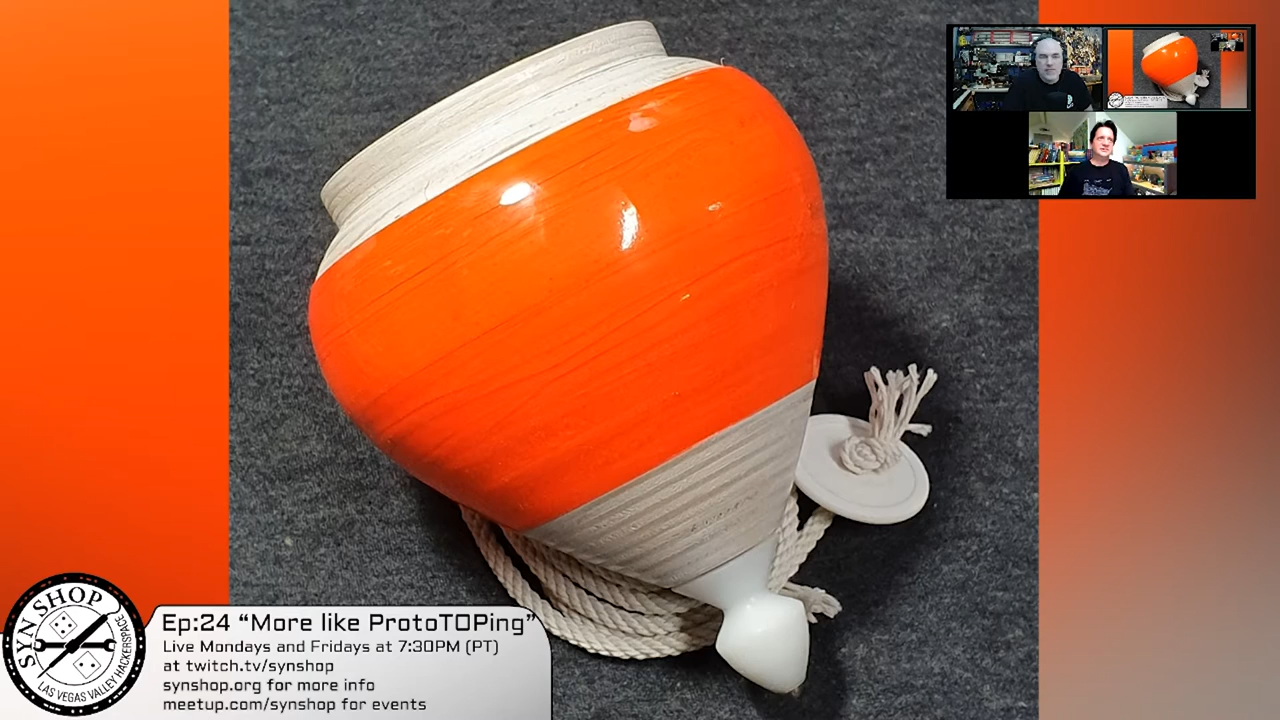 SYN SHOP
LAS VEGAS VALLEY HACKERSPACE
Ep:24 “More like ProtoTOPing”
Live Mondays and Fridays at 7:30PM (PT)
at twitch.tv/synshop
synshop.org for more info
meetup.com/synshop for events